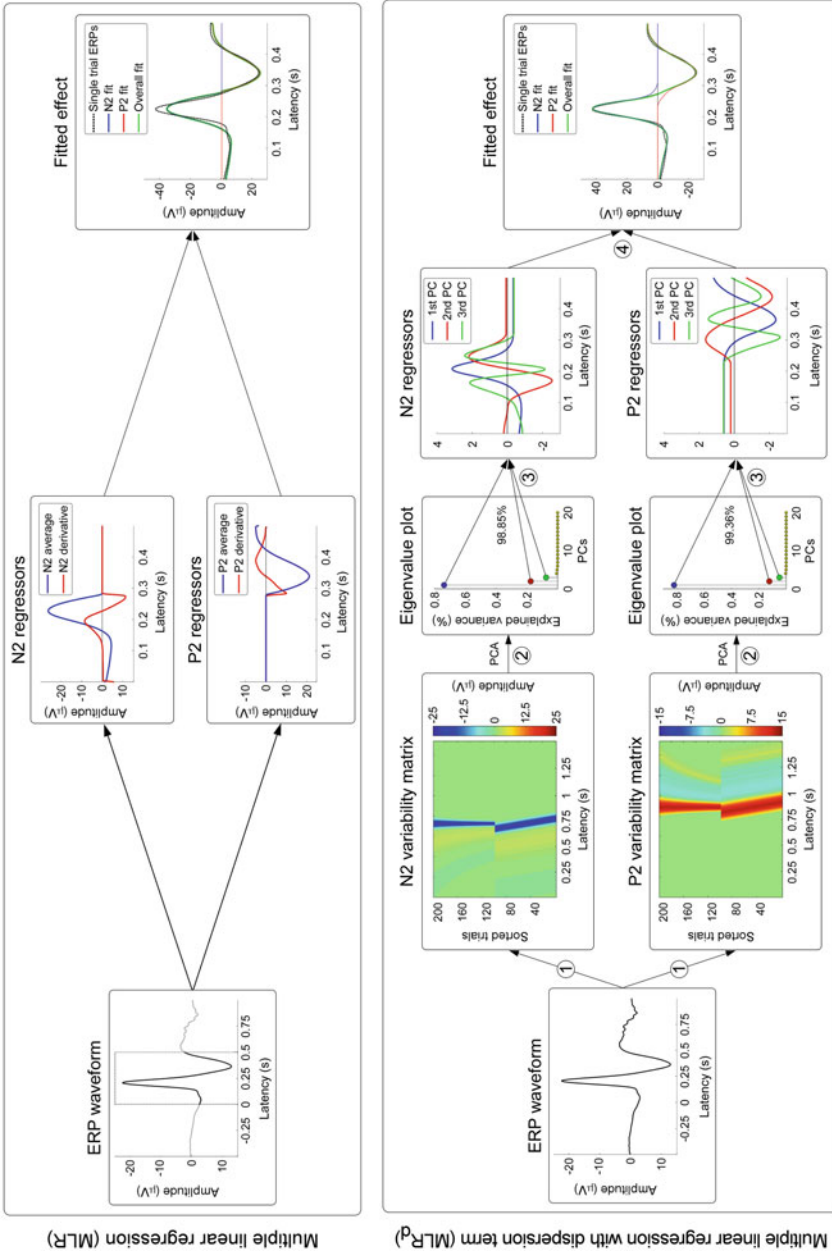 Multiple linear regression (MLR)
ERP waveform
Amplitude (μV)
-20
-10
0
10
-0.25
0
0.25
0.5
0.75
Latency (s)
N2 regressors
N2 average
N2 derivative
Amplitude (μV)
-20
-10
0
10
0.1
0.2
0.3
0.4
Latency (s)
P2 regressors
P2 average
P2 derivative
Amplitude (μV)
-10
0
10
20
0.1
0.2
0.3
0.4
Latency (s)
Fitted effect
Single trial ERPs
N2 fit
P2 fit
Overall fit
Amplitude (μV)
-40
-20
0
20
0.1
0.2
0.3
0.4
Latency (s)
Multiple linear regression with dispersion term (MLRd)
ERP waveform
Amplitude (μV)
-20
-10
0
10
-0.25
0
0.25
0.5
0.75
Latency (s)
1
1
N2 variability matrix
Sorted trials
200
160
120
80
40
0.25
0.5
0.75
1
1.25
Latency (s)
-25
-12.5
0
12.5
25
Amplitude (μV)
P2 variability matrix
Sorted trials
200
160
120
80
40
0.25
0.5
0.75
1
1.25
Latency (s)
-15
-7.5
0
7.5
15
Amplitude (μV)
PCA
2
PCA
2
Eigenvalue plot
Explained variance (%)
0.8
0.6
0.4
0.2
0
98.85%
0
10
20
PCs
Eigenvalue plot
Explained variance (%)
0.8
0.6
0.4
0.2
0
99.36%
0
10
20
PCs
3
3
N2 regressors
1st PC
2nd PC
3rd PC
4
2
0
-2
0.1
0.2
0.3
0.4
Latency (s)
P2 regressors
1st PC
2nd PC
3rd PC
4
2
0
-2
0.1
0.2
0.3
0.4
Latency (s)
4
Fitted effect
Single trial ERPs
N2 fit
P2 fit
Overall fit
Amplitude (μV)
40
20
0
-20
0.1
0.2
0.3
0.4
Latency (s)